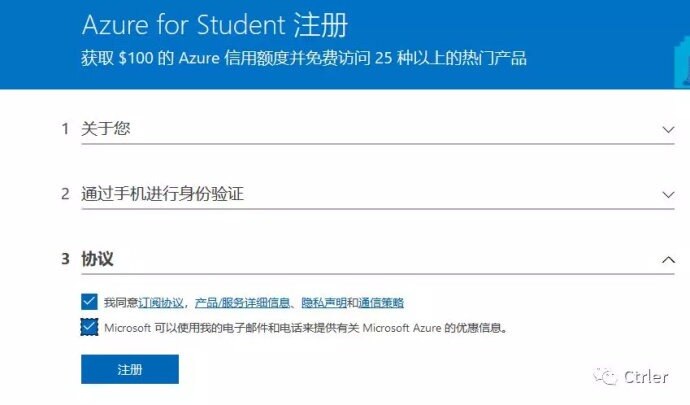 Azure for Student 注册
获取 $100 的 Azure 信用额度并免费访问 25 种以上的热门产品
1 关于您
2 通过手机进行身份验证
3 协议
我同意订阅协议，产品/服务详细信息、隐私声明和通信策略
Microsoft 可以使用我的电子邮件和电话来提供有关 Microsoft Azure 的优惠信息。
注册
Ctrler